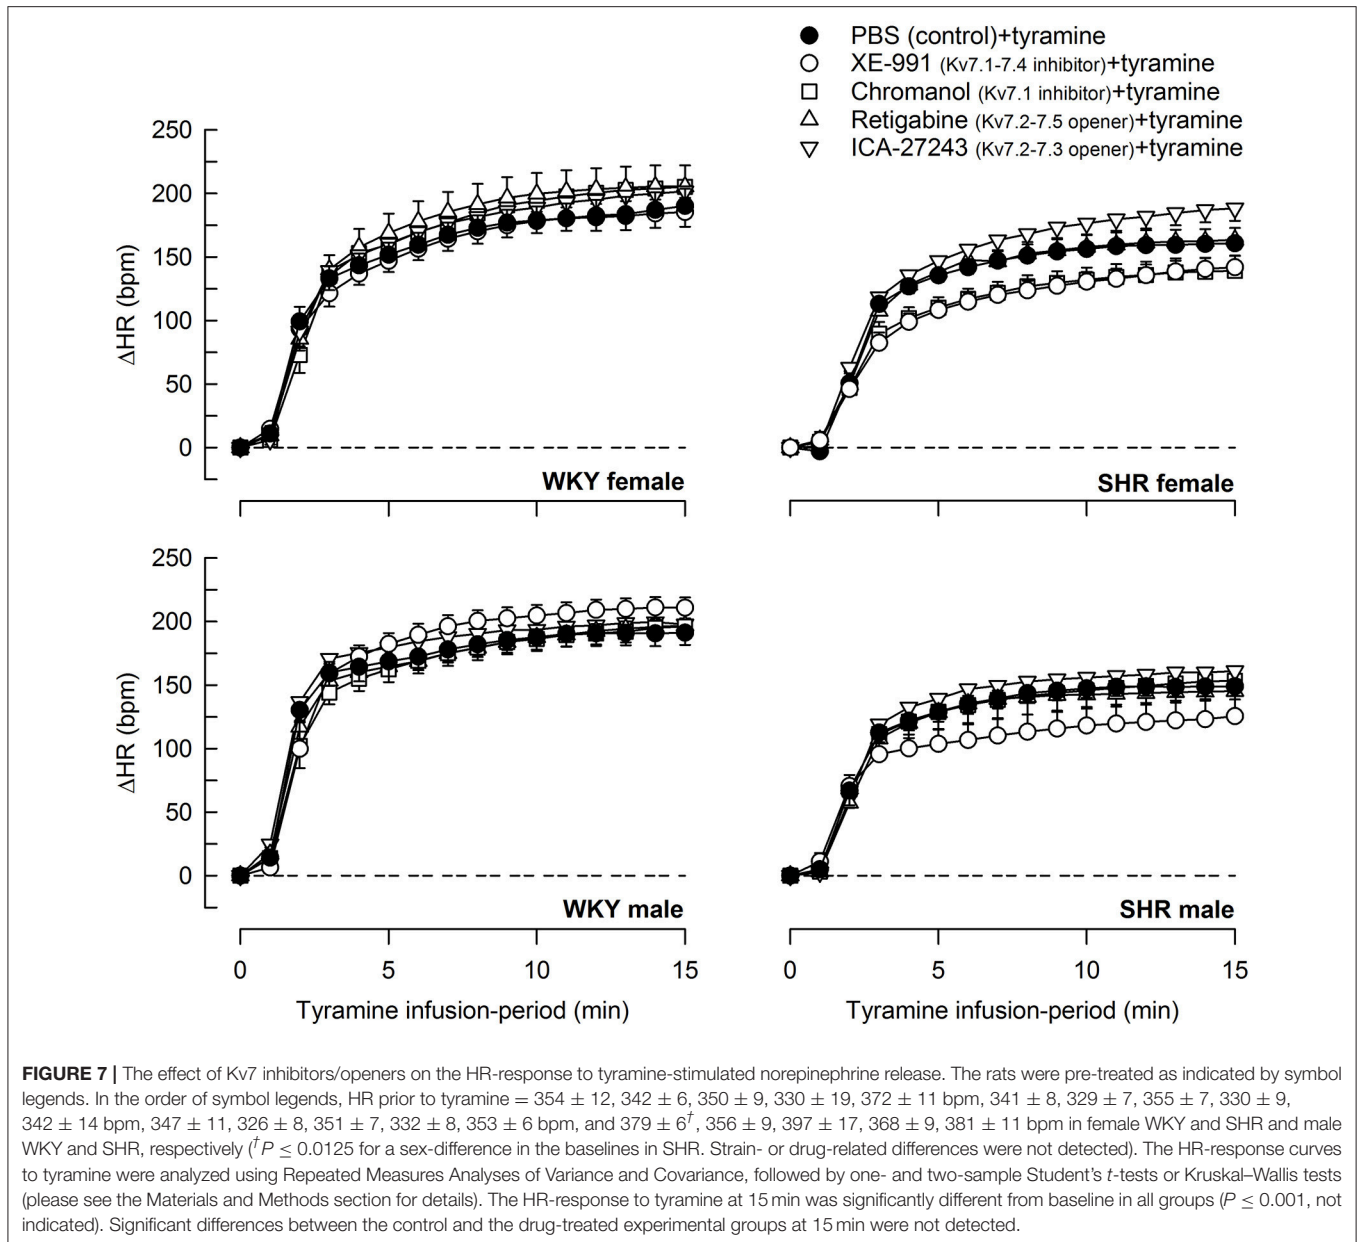 PBS (control)+tyramine
XE-991 (Kv7.1-7.4 inhibitor)+tyramine
Chromanol (Kv7.1 inhibitor)+tyramine
Retigabine (Kv7.2-7.5 opener)+tyramine
ICA-27243 (Kv7.2-7.3 opener)+tyramine
250
200
150
100
50
0
ΔHR (bpm)
WKY female
SHR female
250
200
150
100
50
0
ΔHR (bpm)
WKY male
SHR male
0 5 10 15
0 5 10 15
Tyramine infusion-period (min)
Tyramine infusion-period (min)
FIGURE 7 | The effect of Kv7 inhibitors/openers on the HR-response to tyramine-stimulated norepinephrine release. The rats were pre-treated as indicated by symbol
legends. In the order of symbol legends, HR prior to tyramine = 354 ± 12, 342 ± 6, 350 ± 9, 330 ± 19, 372 ± 11 bpm, 341 ± 8, 329 ± 7, 355 ± 7, 330 ± 9,
342 ± 14 bpm, 347 ± 11, 326 ± 8, 351 ± 7, 332 ± 8, 353 ± 6 bpm, and 379 ± 6†, 356 ± 9, 397 ± 17, 368 ± 9, 381 ± 11 bpm in female WKY and SHR and male
WKY and SHR, respectively (†P ≤ 0.0125 for a sex-difference in the baselines in SHR. Strain- or drug-related differences were not detected). The HR-response curves
to tyramine were analyzed using Repeated Measures Analyses of Variance and Covariance, followed by one- and two-sample Student's t-tests or Kruskal–Wallis tests
(please see the Materials and Methods section for details). The HR-response to tyramine at 15 min was significantly different from baseline in all groups (P ≤ 0.001, not
indicated). Significant differences between the control and the drug-treated experimental groups at 15 min were not detected.